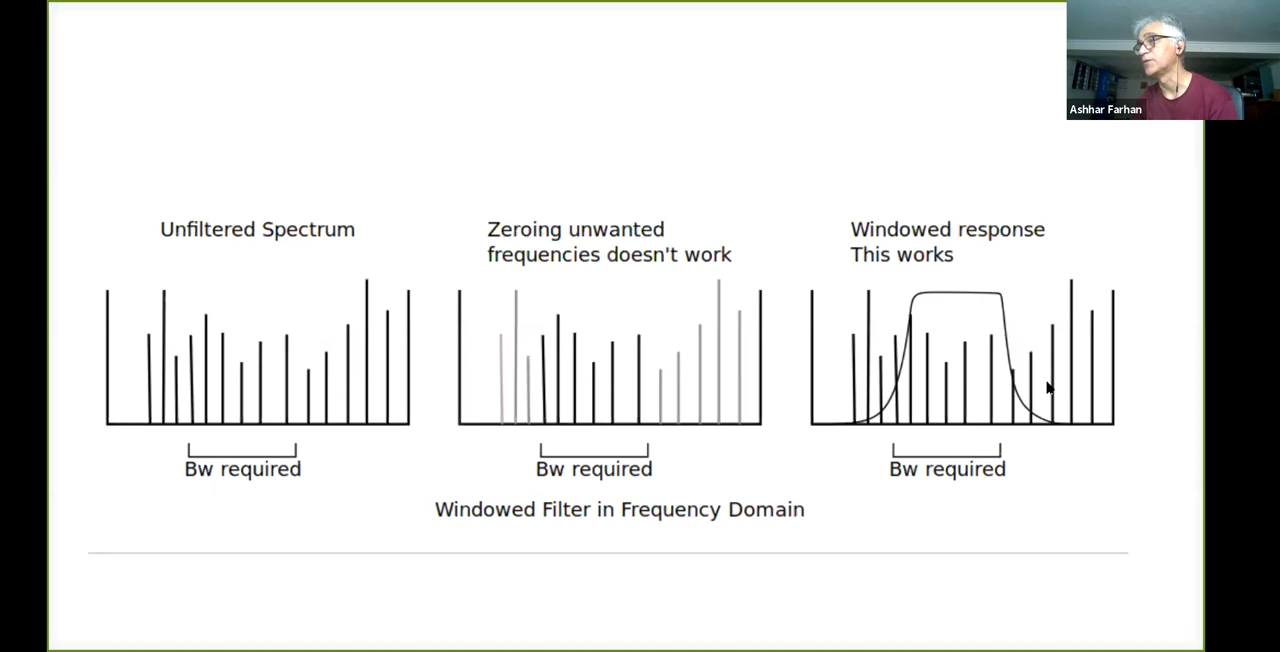 Ashhar Farhan
Unfiltered Spectrum
Zeroing unwanted
frequencies doesn't work
Windowed response
This works
Bw required
Bw required
Bw required
Windowed Filter in Frequency Domain